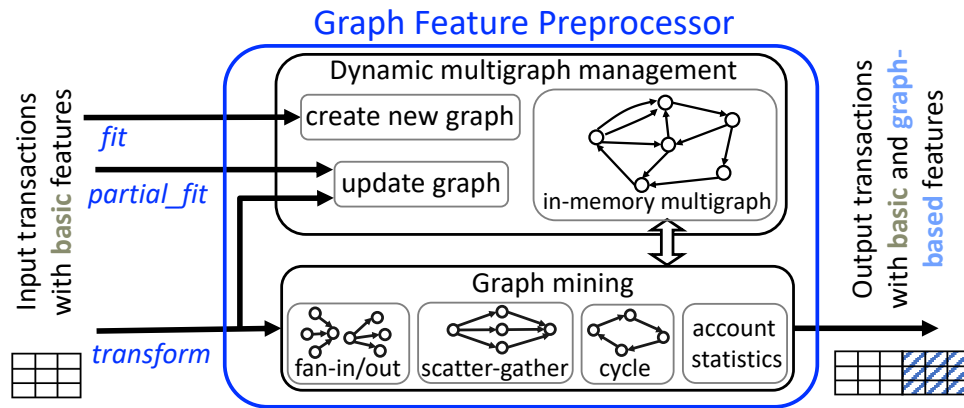 Graph Feature Preprocessor
Input transactions
with basic features
fit
partial_fit
transform
Dynamic multigraph management
create new graph
update graph
in-memory multigraph
Graph mining
fan-in/out
scatter-gather
cycle
account
statistics
Output transactions
with basic and graph-
based features